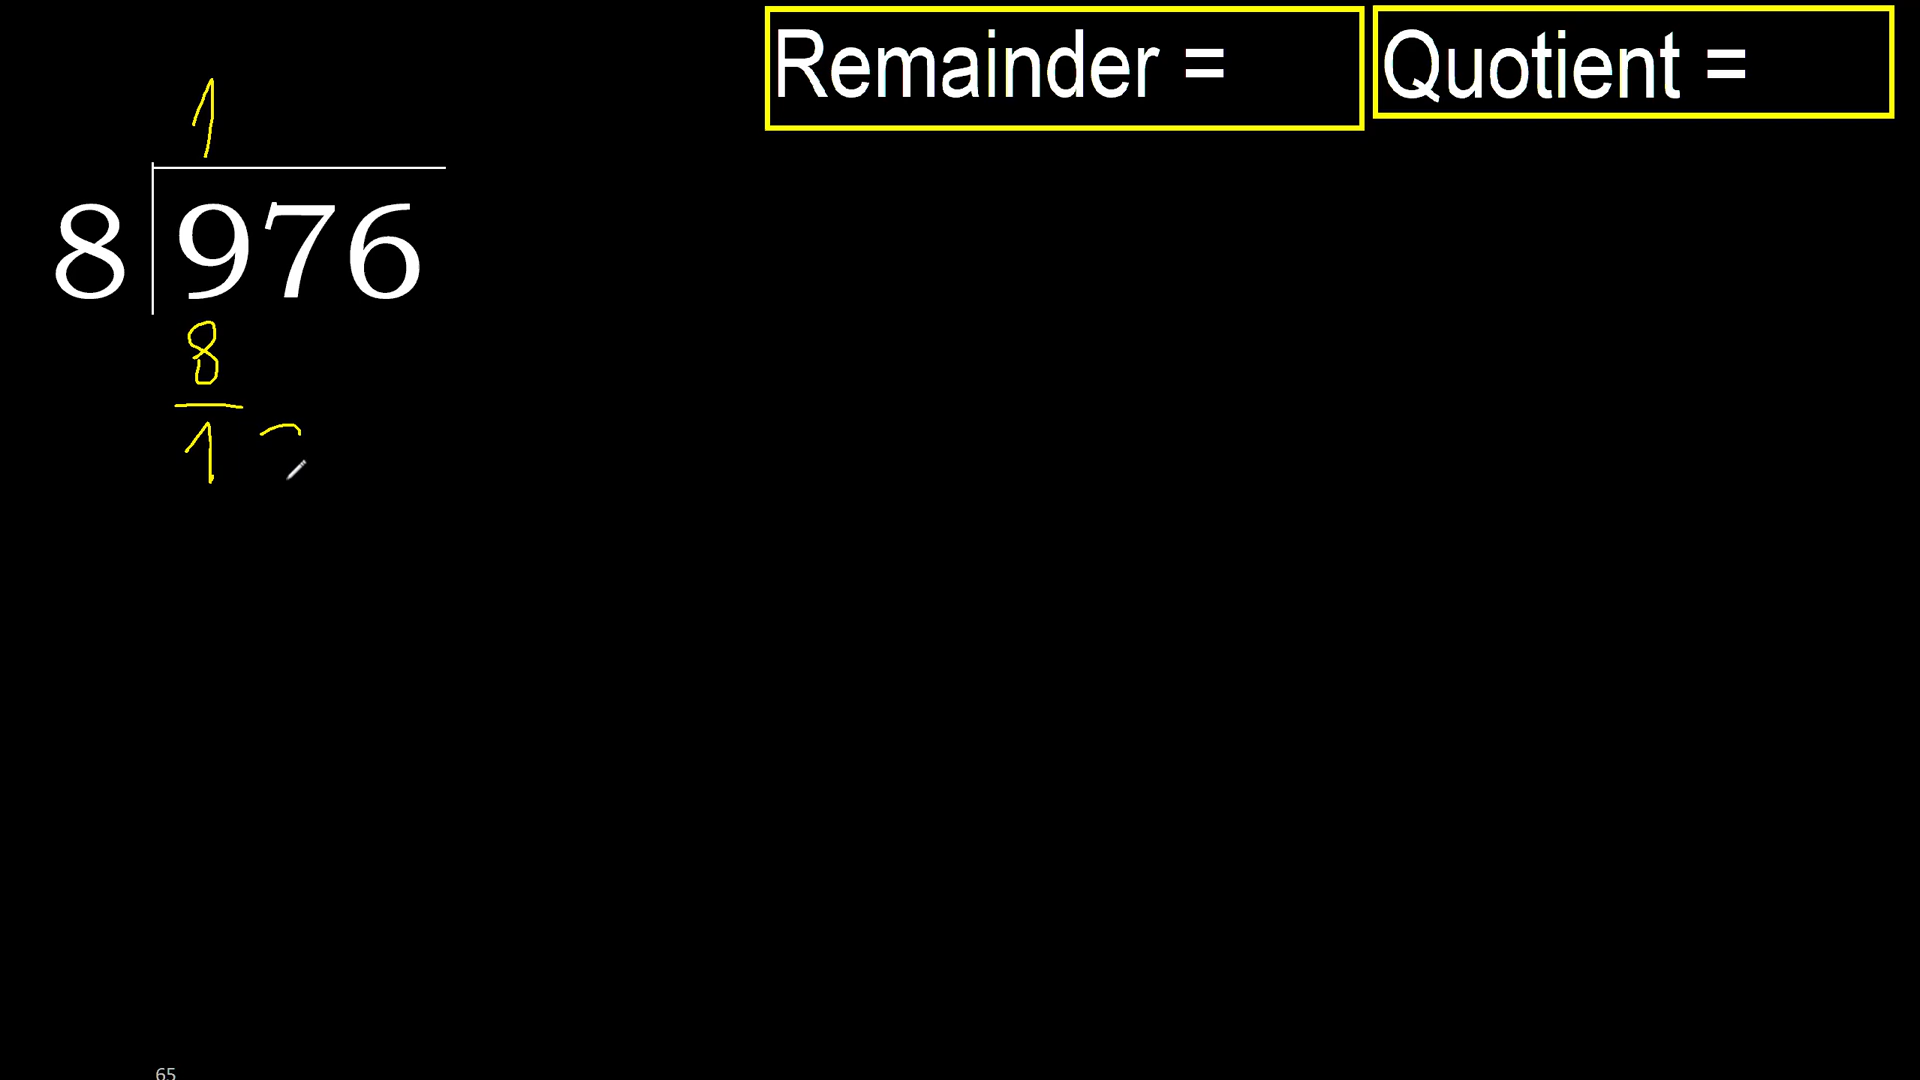 Remainder =
Quotient =
1
8 976
8
1
65